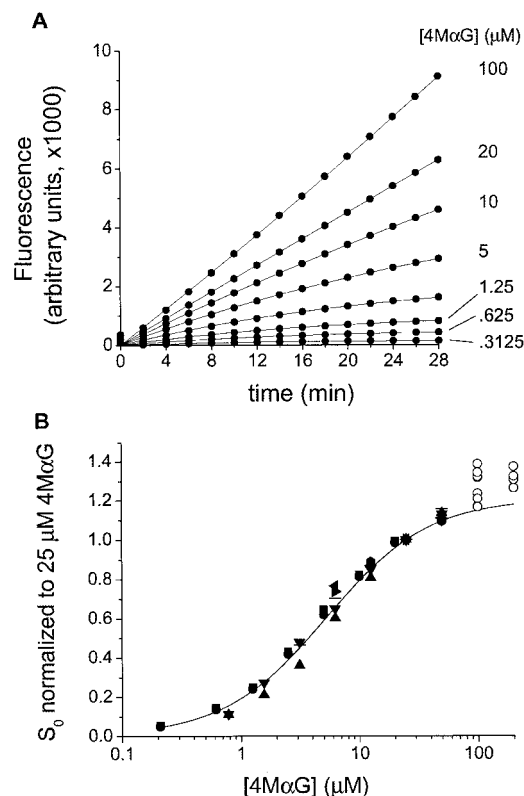 A
[4MαG] (μM)
10
8
6
4
2
0
Fluorescence
(arbitrary units, x1000)
100
20
10
5
1.25
.625
.3125
0 4 8 12 16 20 24 28
time (min)
B
S0 normalized to 25 μM 4MαG
1.4
1.2
1.0
0.8
0.6
0.4
0.2
0.0
0.1 1 10 100
[4MαG] (μM)